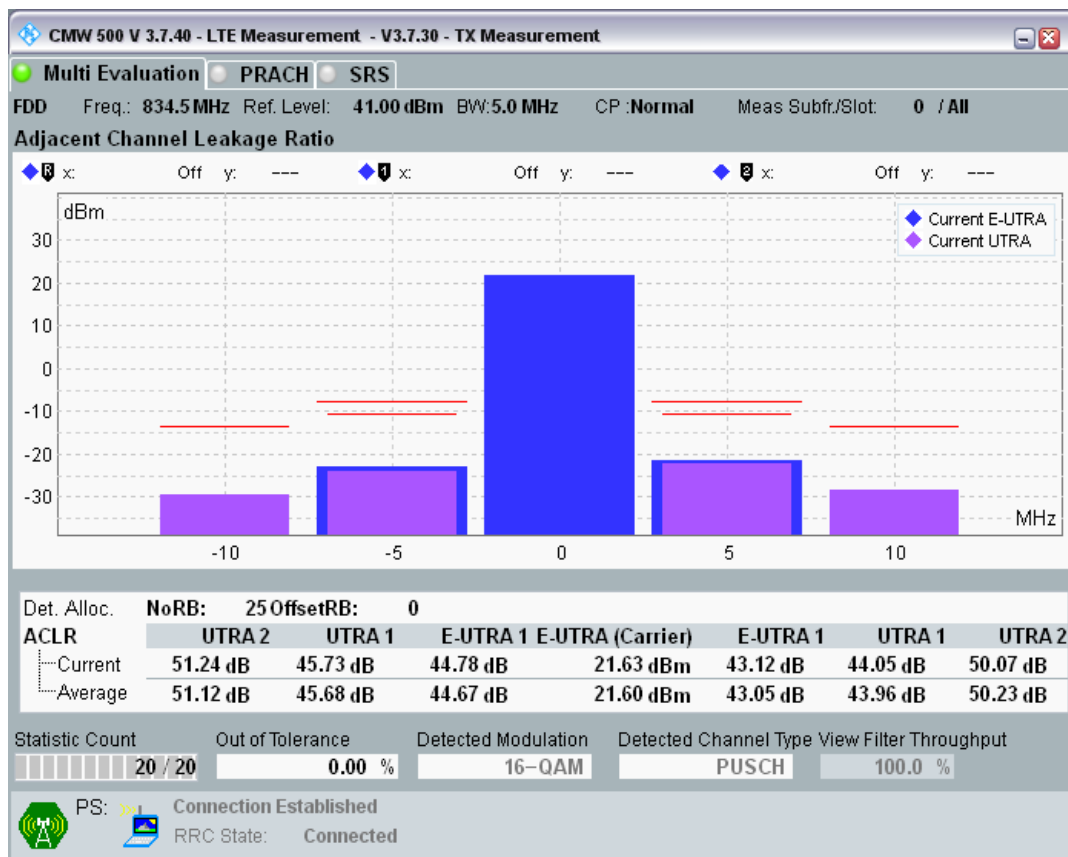 CMW 500 V 3.7.40 - LTE Measurement - V3.7.30 - TX Measurement
Multi Evaluation PRACH SRS
FDD Freq.: 834.5 MHz Ref. Level: 41.00 dBm BW:5.0 MHz CP :Normal Meas Subfr./Slot: 0 / All
Adjacent Channel Leakage Ratio
R x: Off y: --- 1 x: Off y: --- 2 x: Off y: ---
dBm
Current E-UTRA
Current UTRA
30
20
10
0
-10
-20
-30
MHz
-10 -5 0 5 10
Det. Alloc. NoRB: 25 OffsetRB: 0
ACLR UTRA 2 UTRA 1 E-UTRA 1 E-UTRA (Carrier) E-UTRA 1 UTRA 1 UTRA 2
Current 51.24 dB 45.73 dB 44.78 dB 21.63 dBm 43.12 dB 44.05 dB 50.07 dB
Average 51.12 dB 45.68 dB 44.67 dB 21.60 dBm 43.05 dB 43.96 dB 50.23 dB
Statistic Count Out of Tolerance Detected Modulation Detected Channel Type View Filter Throughput
20 / 20 0.00 % 16-QAM PUSCH 100.0 %
PS: Connection Established
RRC State: Connected